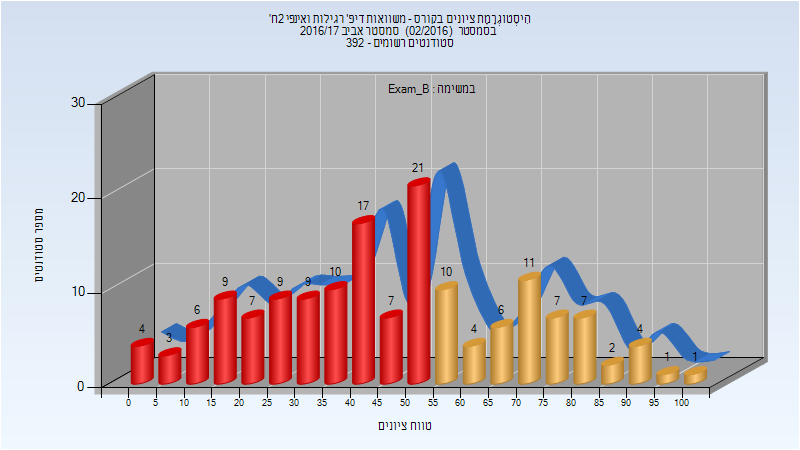 היסְטוֹגְרָמַת ציונים בקורס - משוואות דיפ' רגילות ואינפי 2ח'
בסמסטר (02/2016) סמסטר אביב 2016/17
סטודנטים רשומים - 392
במשימה : Exam_B
מספר סטודנטים
30
20
10
0
4 3 6 9 7 9 9 10 17 7 21 10 4 6 11 7 7 2 4 1 1
0 5 10 15 20 25 30 35 40 45 50 55 60 65 70 75 80 85 90 95 100
טווח ציונים